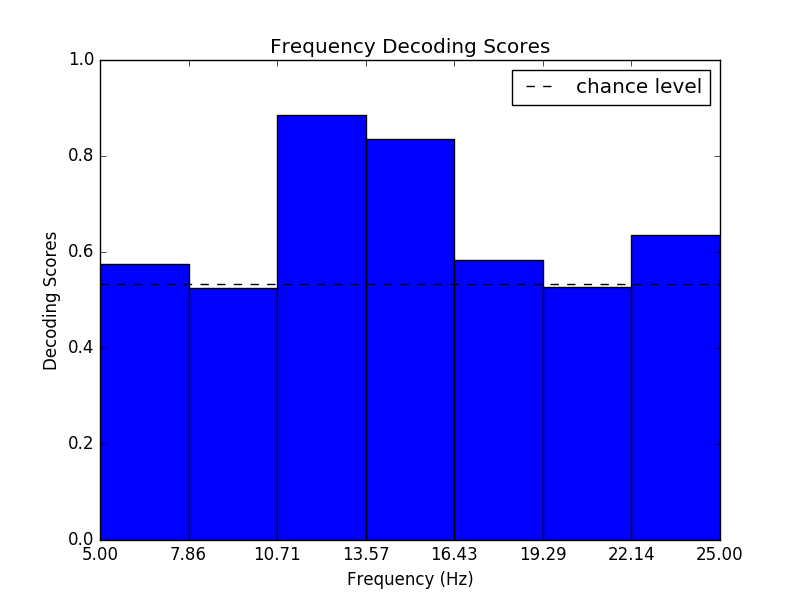 Frequency Decoding Scores
chance level
1.0
0.8
0.6
0.4
0.2
0.0
Decoding Scores
5.00 7.86 10.71 13.57 16.43 19.29 22.14 25.00
Frequency (Hz)